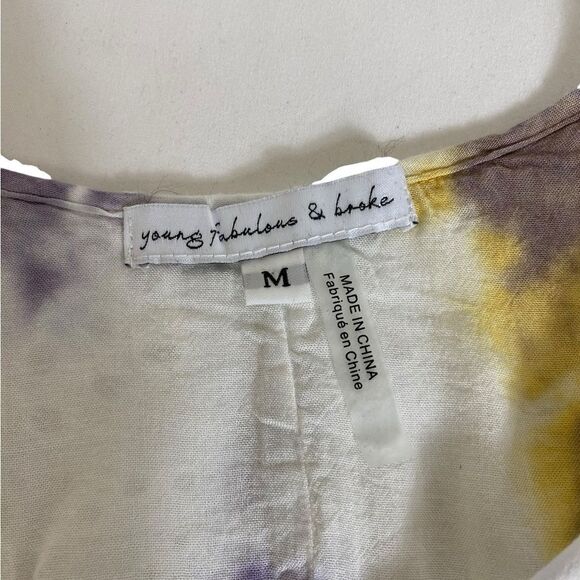 young fabulous & broke
M
MADE IN CHINA
Fabriqué en Chine